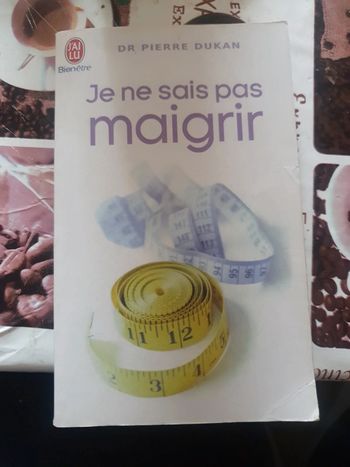 J'AI
LU
Bien-être
DR PIERRE DUKAN
Je ne sais pas
maigrir